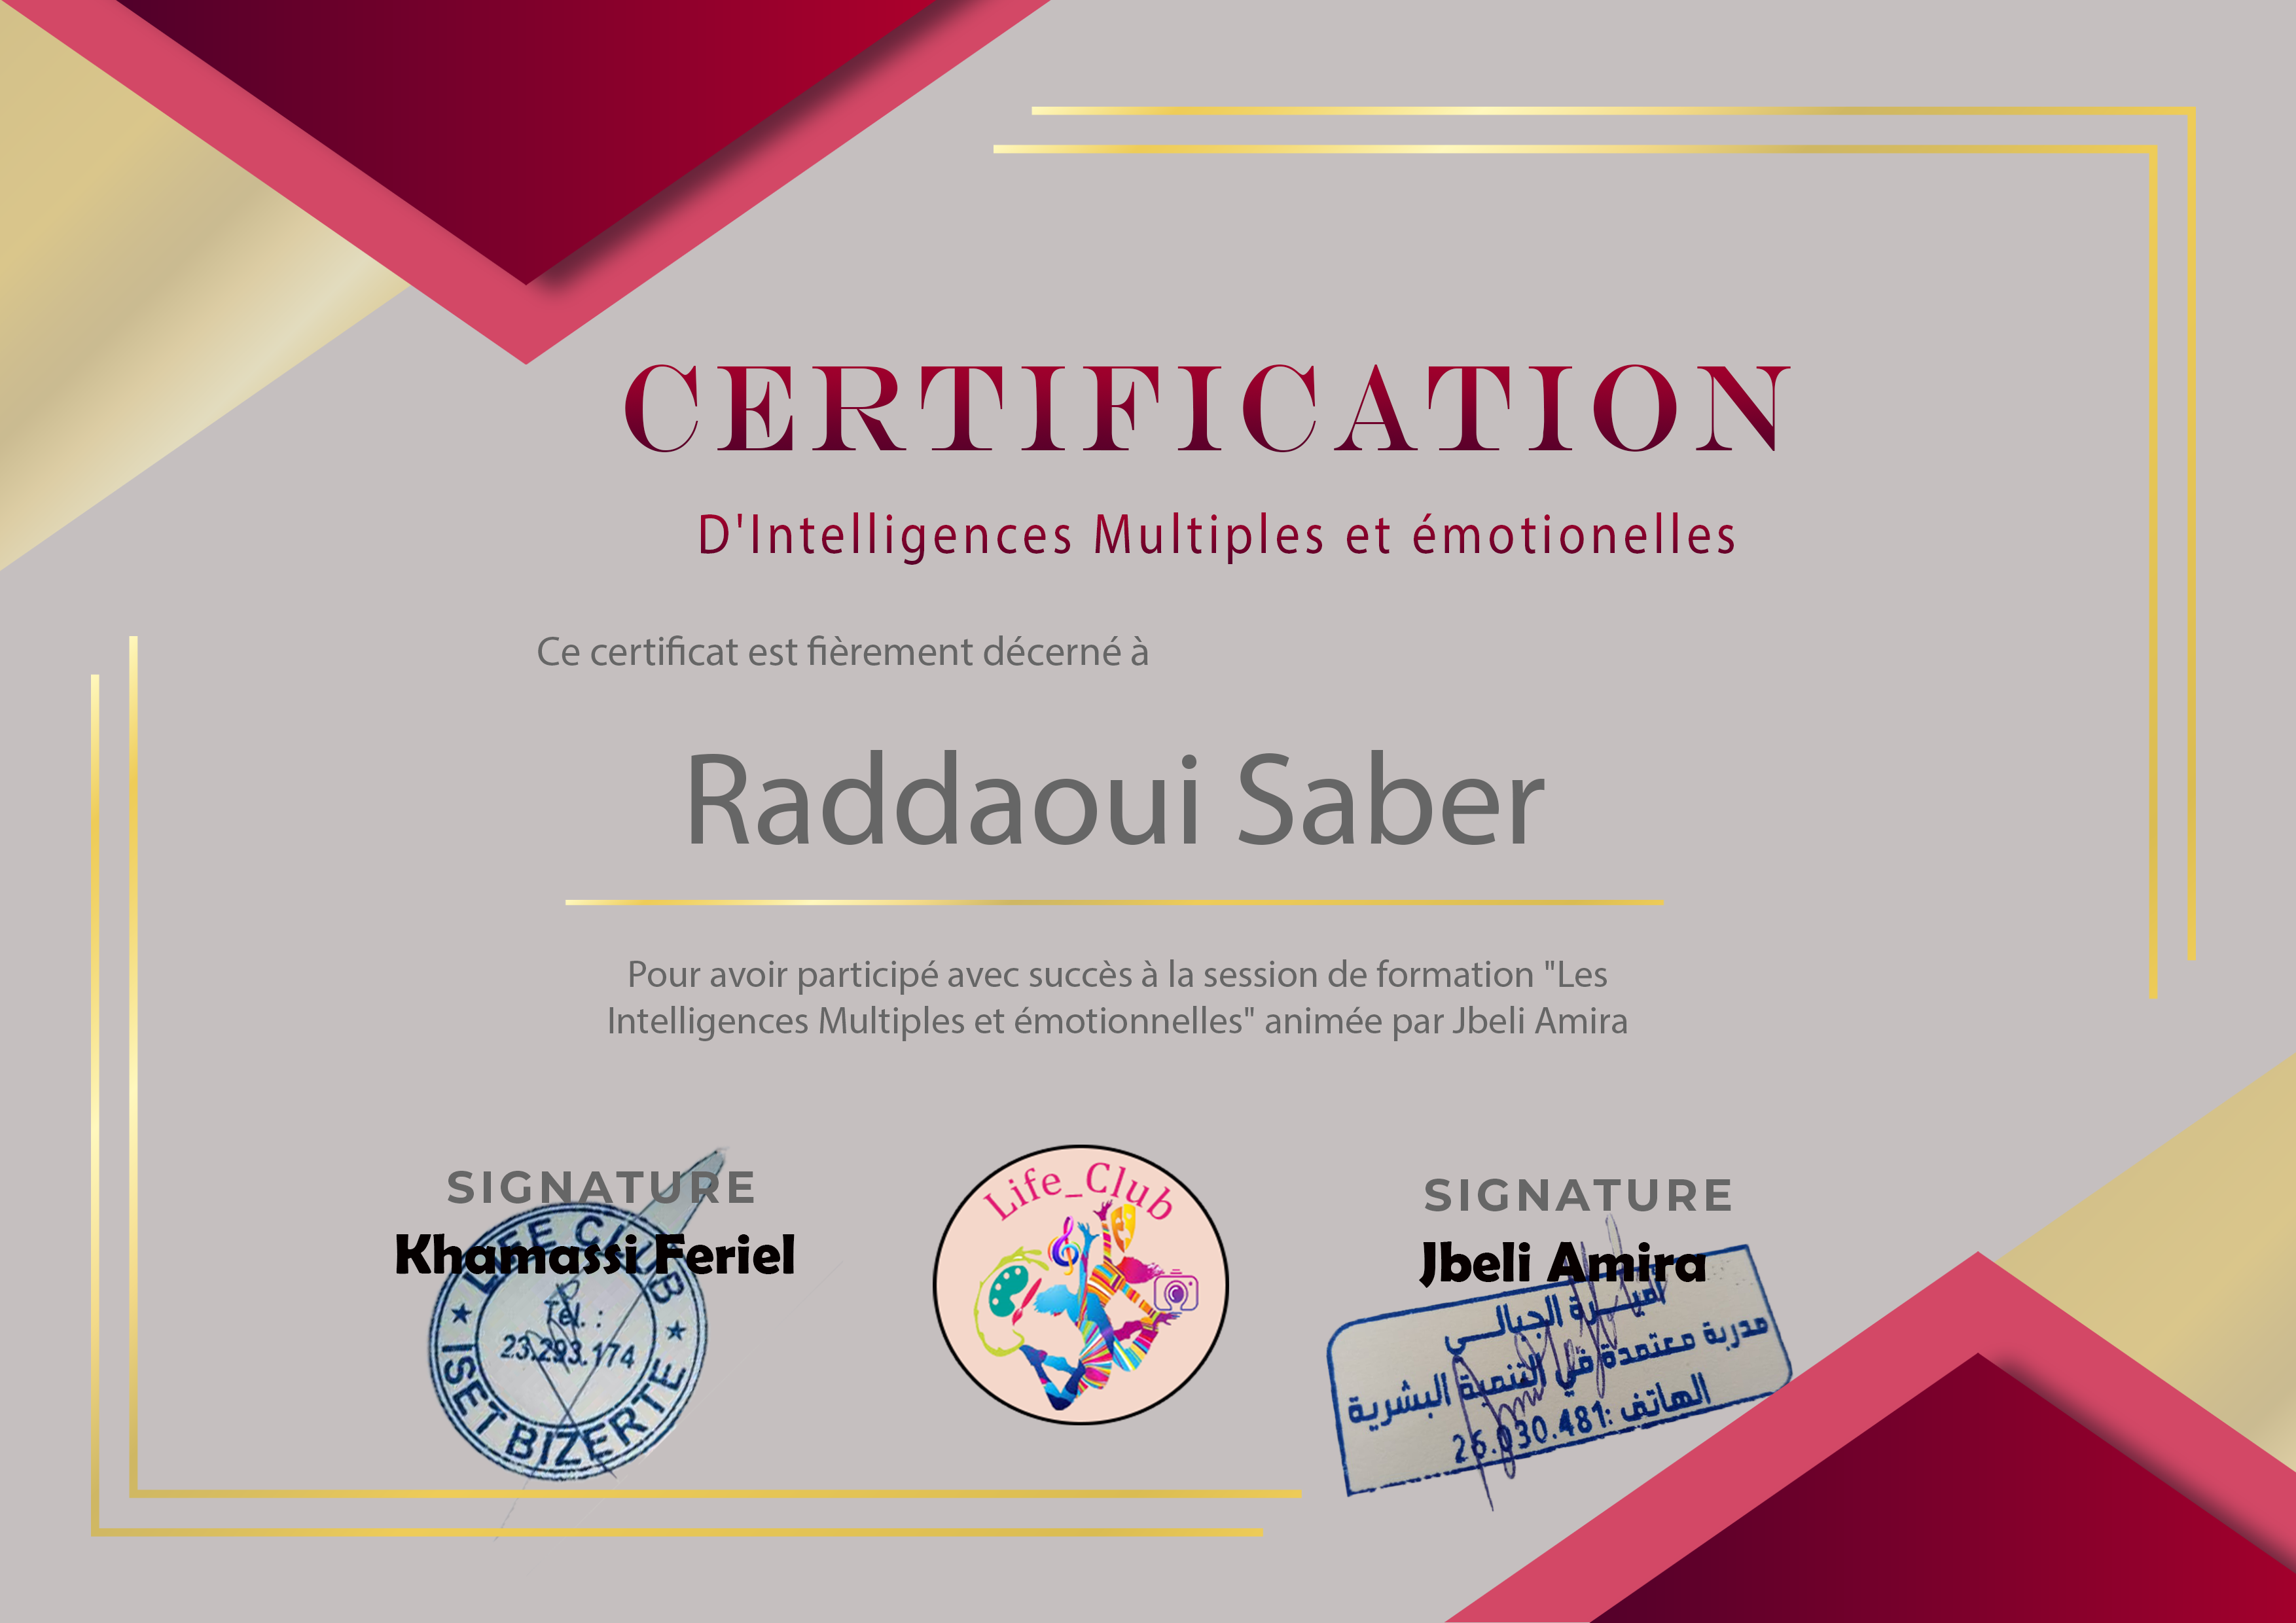 CERTIFICATION
D'Intelligences Multiples et émotionelles
Ce certificat est fièrement décerné à
Raddaoui Saber
Pour avoir participé avec succès à la session de formation "Les
Intelligences Multiples et émotionnelles" animée par Jbeli Amira
SIGNATURE
Khamassi Feriel
LIFE CLUB
Tél. :
23.293.174
ISET BIZERTE
Life_Club
SIGNATURE
Jbeli Amira
أميرة الجبالي
مدربة معتمدة في التنمية البشرية
الهاتف :26.030.481